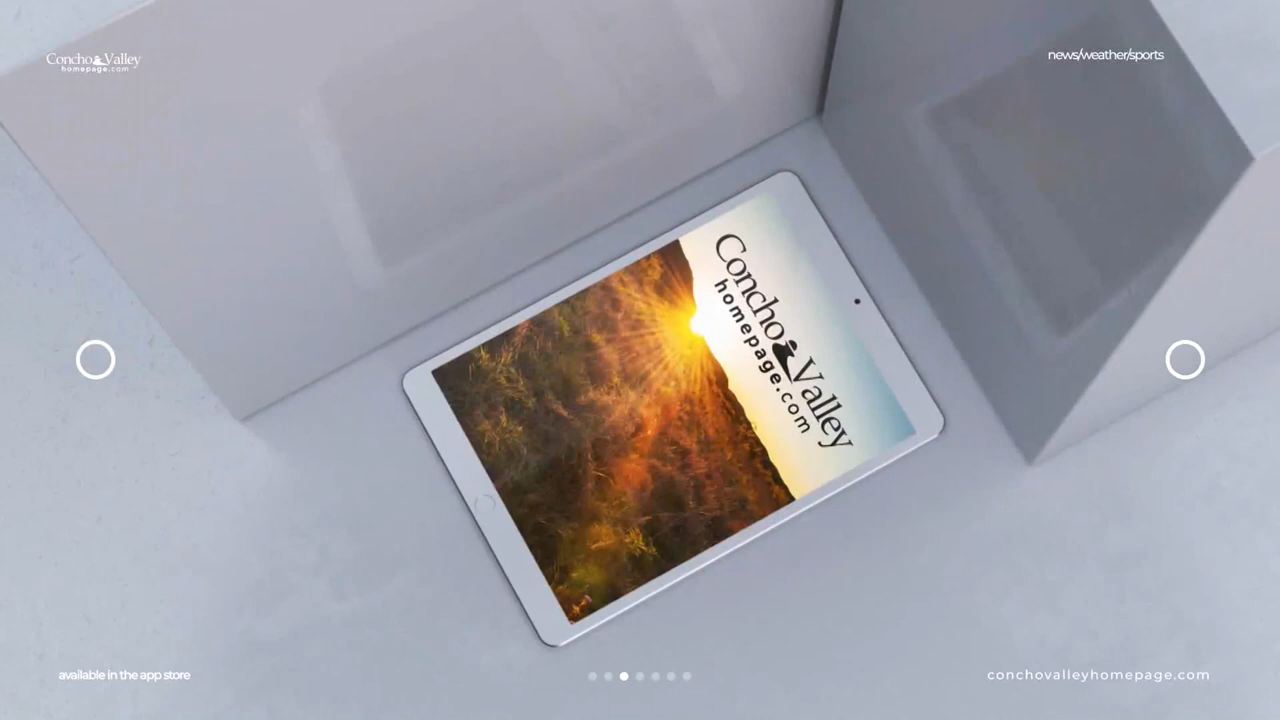 Concho Valley
homepage.com
news/weather/sports
Concho Valley
homepage.com
available in the app store
conchovalleyhomepage.com